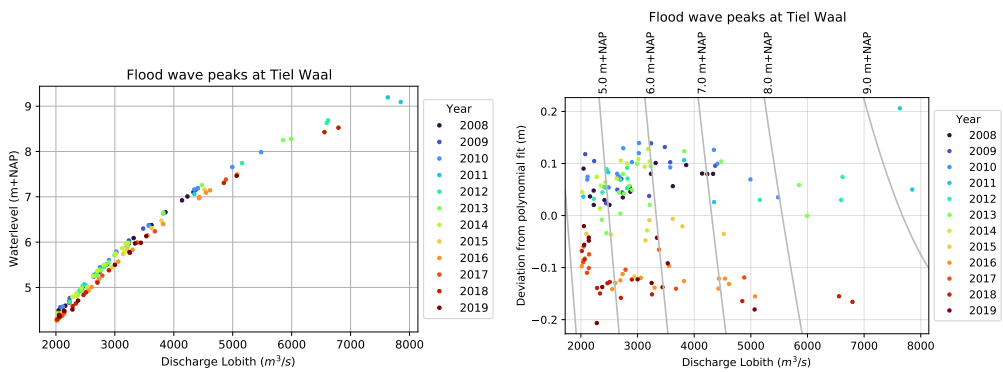 Flood wave peaks at Tiel Waal
Waterlevel (m+NAP)
9
8
7
6
5
2000 3000 4000 5000 6000 7000 8000
Discharge Lobith (m³/s)
Year
2008
2009
2010
2011
2012
2013
2014
2015
2016
2017
2018
2019
Flood wave peaks at Tiel Waal
5.0 m+NAP
6.0 m+NAP
7.0 m+NAP
8.0 m+NAP
9.0 m+NAP
Deviation from polynomial fit (m)
0.2
0.1
0.0
−0.1
−0.2
2000 3000 4000 5000 6000 7000 8000
Discharge Lobith (m³/s)
Year
2008
2009
2010
2011
2012
2013
2014
2015
2016
2017
2018
2019